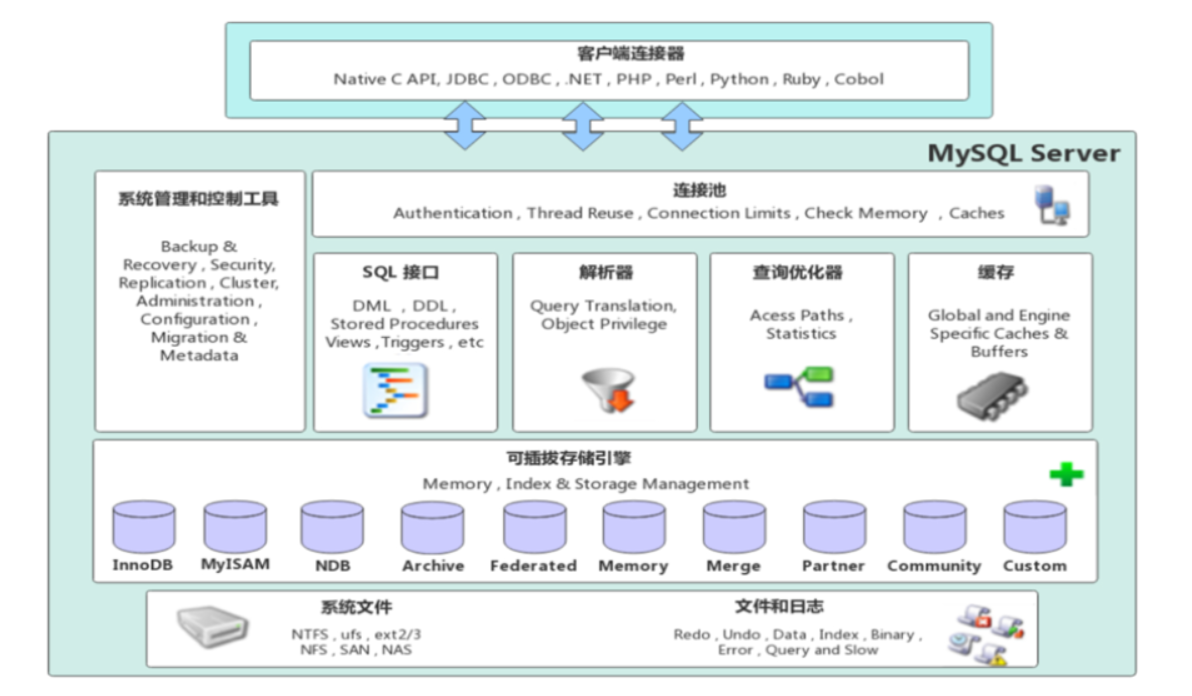 客户端连接器
Native C API, JDBC , ODBC , .NET , PHP , Perl , Python , Ruby , Cobol
MySQL Server
系统管理和控制工具
Backup &
Recovery , Security,
Replication , Cluster,
Administration ,
Configuration ,
Migration &
Metadata
连接池
Authentication , Thread Reuse , Connection Limits , Check Memory , Caches
SQL 接口
DML , DDL ,
Stored Procedures
Views ,Triggers , etc
解析器
Query Translation,
Object Privilege
查询优化器
Acess Paths ,
Statistics
缓存
Global and Engine
Specific Caches &
Buffers
可插拔存储引擎
Memory , Index & Storage Management
InnoDB
MyISAM
NDB
Archive
Federated
Memory
Merge
Partner
Community
Custom
系统文件
NTFS , ufs , ext2/3
NFS , SAN , NAS
文件和日志
Redo , Undo , Data , Index , Binary ,
Error , Query and Slow